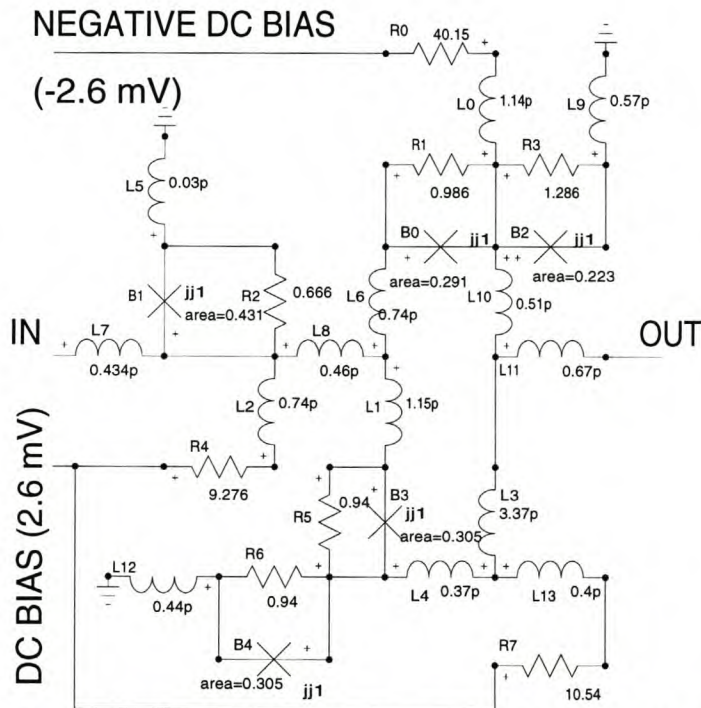 NEGATIVE DC BIAS
R0 40.15 +
(-2.6 mV)
L0 1.14p
L9 0.57p
+
L5 0.03p
+
R1
+
0.986
+
R3
+
1.286
+
B0 jj1
+
area=0.291
B2 jj1
+ +
area=0.223
B1 jj1
area=0.431
+
R2 0.666
+
L6 0.74p
+
L10 0.51p
+
IN
L7
+
0.434p
L8
+
0.46p
OUT
L11
+
0.67p
L2 0.74p
+
L1 1.15p
+
DC BIAS (2.6 mV)
R4
+
9.276
R5 0.94
+
B3 jj1
+
area=0.305
L3 3.37p
+
L12
0.44p
+
R6
0.94
+
L4 0.37p
+
L13 0.4p
+
B4
+
area=0.305
jj1
R7
+
10.54